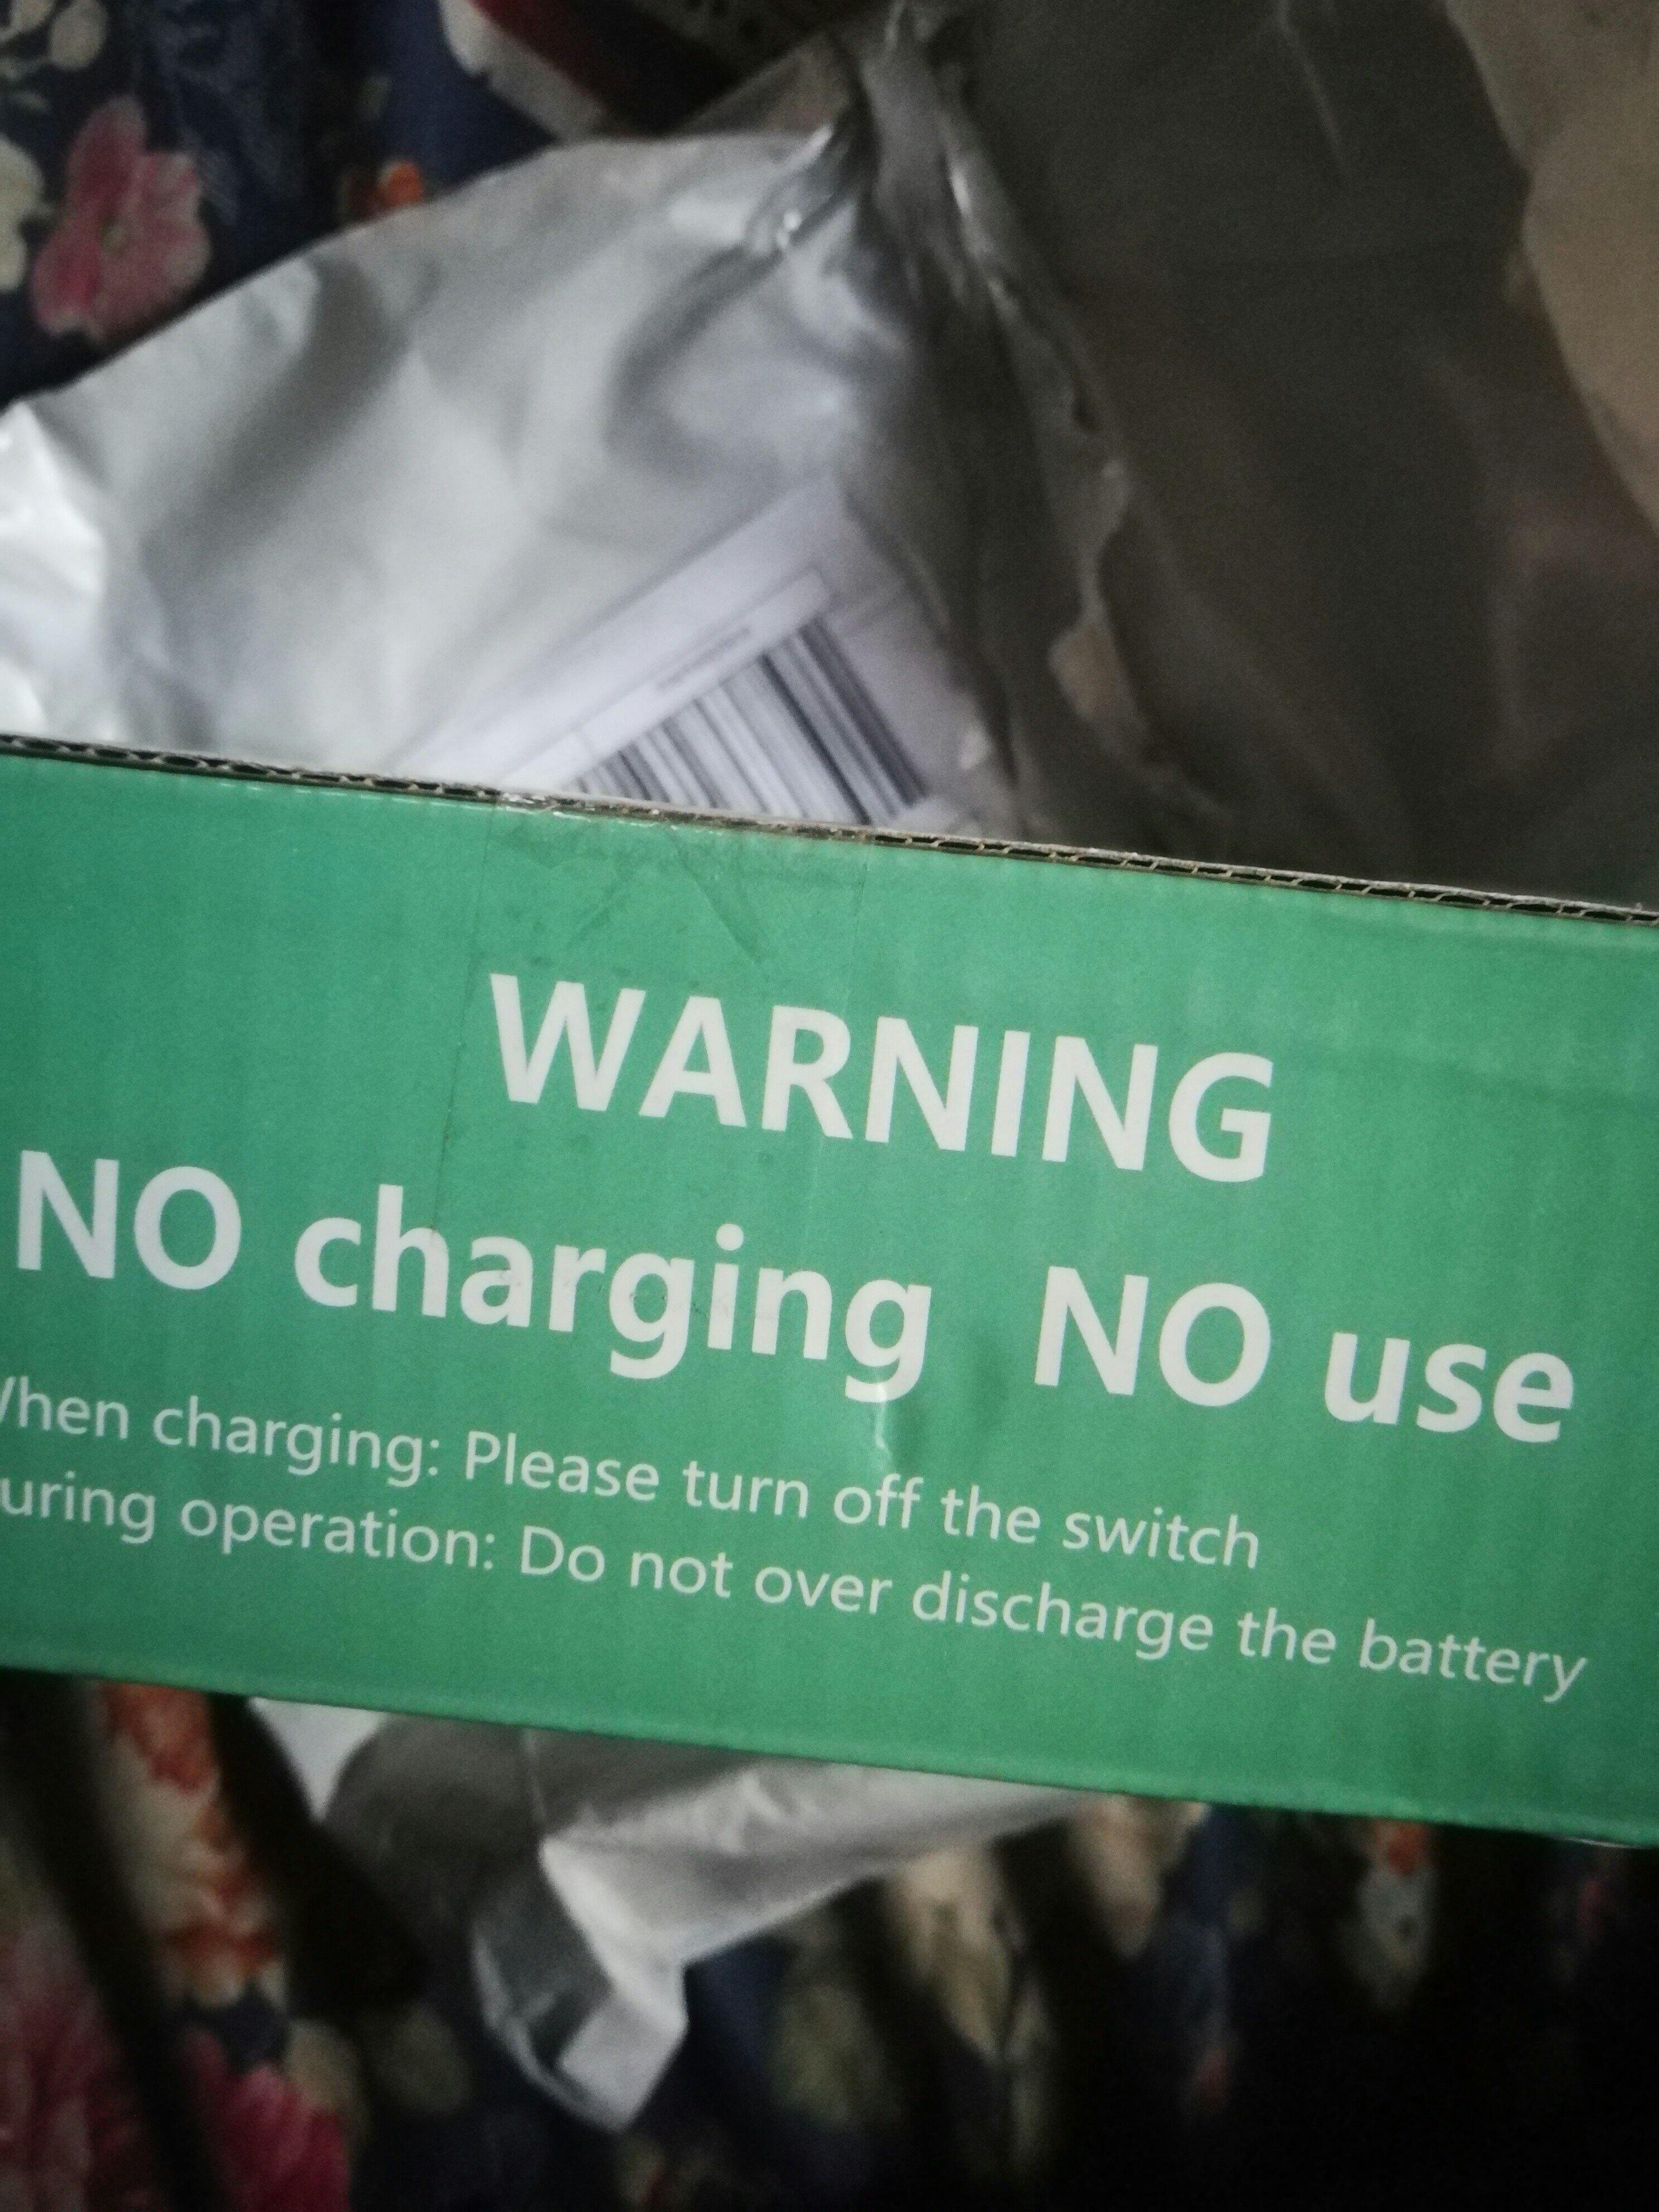 WARNING
NO charging NO use
When charging: Please turn off the switch
uring operation: Do not over discharge the battery